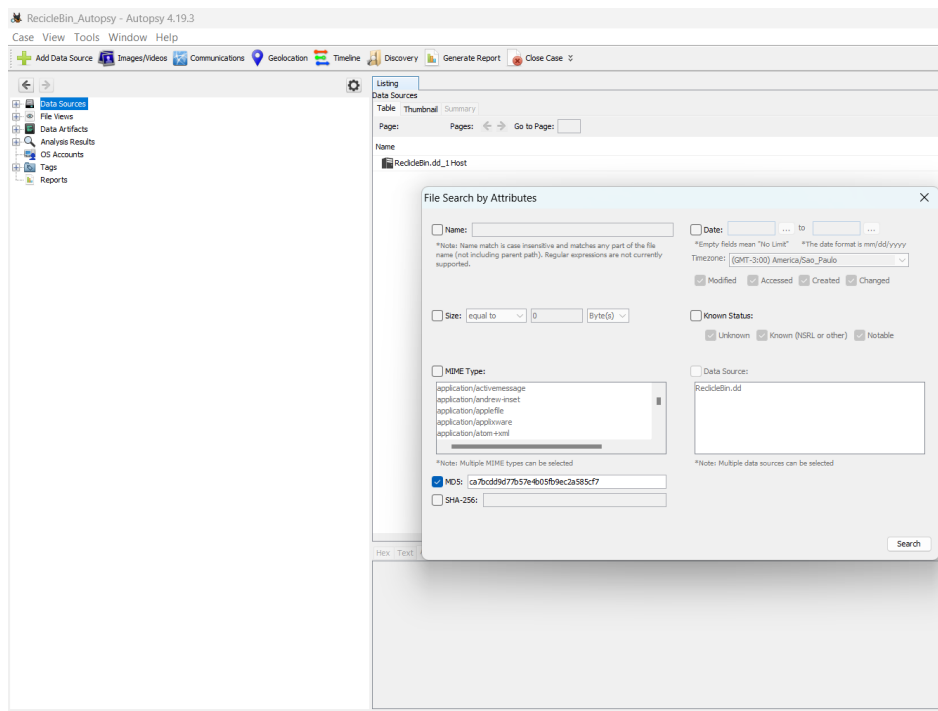 RecicleBin_Autopsy - Autopsy 4.19.3
Case View Tools Window Help
Add Data Source Images/Videos Communications Geolocation Timeline Discovery Generate Report Close Case
Data Sources
File Views
Data Artifacts
Analysis Results
OS Accounts
Tags
Reports
Listing
Data Sources
Table Thumbnail Summary
Page: Pages: Go to Page:
Name
RecicleBin.dd_1 Host
File Search by Attributes
Name:
*Note: Name match is case insensitive and matches any part of the file
name (not including parent path). Regular expressions are not currently
supported.
Date: ... to ...
*Empty fields mean "No Limit" *The date format is mm/dd/yyyy
Timezone: (GMT-3:00) America/Sao_Paulo
Modified Accessed Created Changed
Size: equal to 0 Byte(s)
Known Status:
Unknown Known (NSRL or other) Notable
MIME Type:
application/activemessage
application/andrew-inset
application/applefile
application/applixware
application/atom+xml
*Note: Multiple MIME types can be selected
Data Source:
RecicleBin.dd
*Note: Multiple data sources can be selected
MD5: ca7bcdd9d77b57e4b05fb9ec2a585cf7
SHA-256:
Search
Hex Text